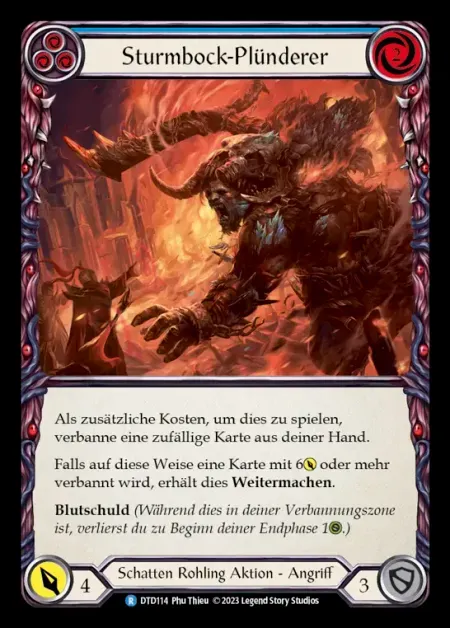 Sturmbock-Plünderer
2
Als zusätzliche Kosten, um dies zu spielen,
verbanne eine zufällige Karte aus deiner Hand.
Falls auf diese Weise eine Karte mit 6 oder mehr
verbannt wird, erhält dies Weitermachen.
Blutschuld (Während dies in deiner Verbannungszone
ist, verlierst du zu Beginn deiner Endphase 1.)
4
Schatten Rohling Aktion - Angriff
3
R DTD114 Phu Thieu ©2023 Legend Story Studios